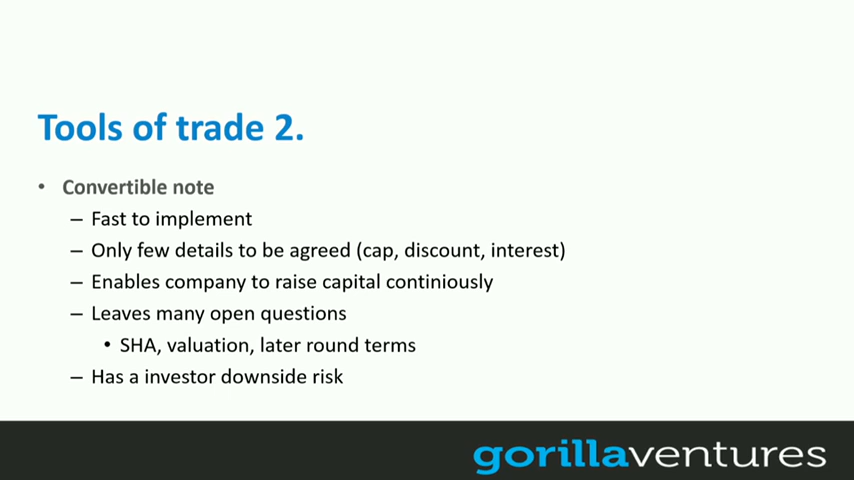 Tools of trade 2.
• Convertible note
– Fast to implement
– Only few details to be agreed (cap, discount, interest)
– Enables company to raise capital continiously
– Leaves many open questions
• SHA, valuation, later round terms
– Has a investor downside risk
gorillaventures